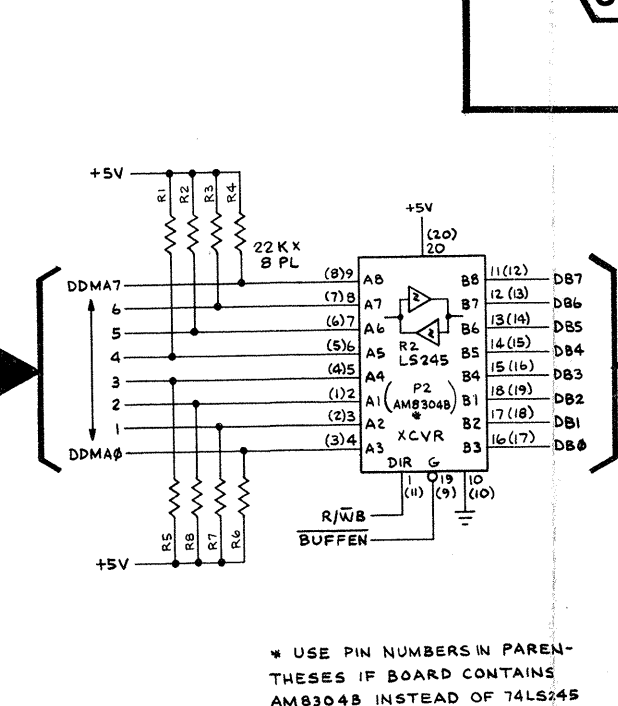 +5V
R1
R2
R3
R4
22K X
8 PL
+5V
(20)
20
DDMA7 (8)9 A8 B8 11(12) DB7
6 (7)8 A7 B7 12(13) DB6
5 (6)7 A6 B6 13(14) DB5
R2
LS245
4 (5)6 A5 B5 14(15) DB4
3 (4)5 A4 B4 15(16) DB3
2 (1)2 A1 B1 18(19) DB2
P2
(AM8304B)
*
1 (2)3 A2 B2 17(18) DB1
XCVR
DDMAØ (3)4 A3 B3 16(17) DBØ
DIR G
1
(11)
19
(9)
10
(10)
R5
R8
R7
R6
R/W̅B
B̅U̅F̅F̅E̅N̅
+5V
* USE PIN NUMBERS IN PAREN-
THESES IF BOARD CONTAINS
AM8304B INSTEAD OF 74LS245